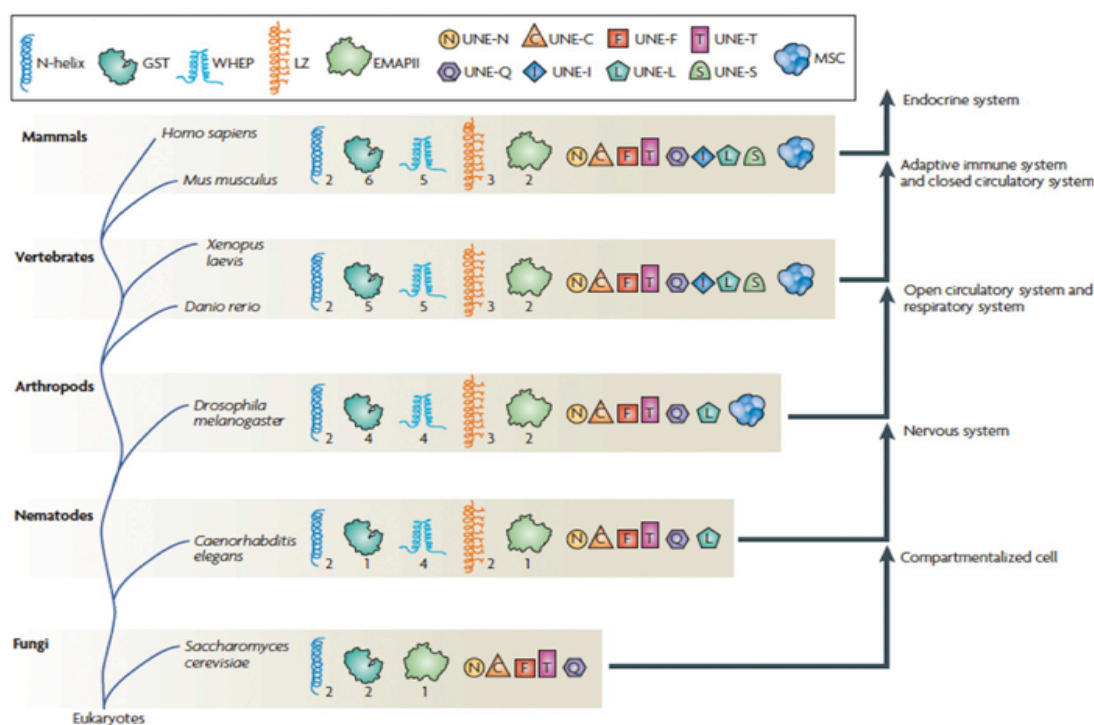 N-helix
GST
WHEP
LZ
EMAPII
N UNE-N
C UNE-C
F UNE-F
T UNE-T
Q UNE-Q
I UNE-I
L UNE-L
S UNE-S
MSC
Endocrine system
Mammals
Homo sapiens
Mus musculus
N C F T Q I L S
2 6 5 3 2
Adaptive immune system
and closed circulatory system
Vertebrates
Xenopus
laevis
Danio rerio
N C F T Q I L S
2 5 5 3 2
Open circulatory system and
respiratory system
Arthropods
Drosophila
melanogaster
N C F T Q L
2 4 4 3 2
Nervous system
Nematodes
Caenorhabditis
elegans
N C F T Q L
2 1 4 2 1
Compartmentalized cell
Fungi
Saccharomyces
cerevisiae
N C F T Q
2 2 1
Eukaryotes